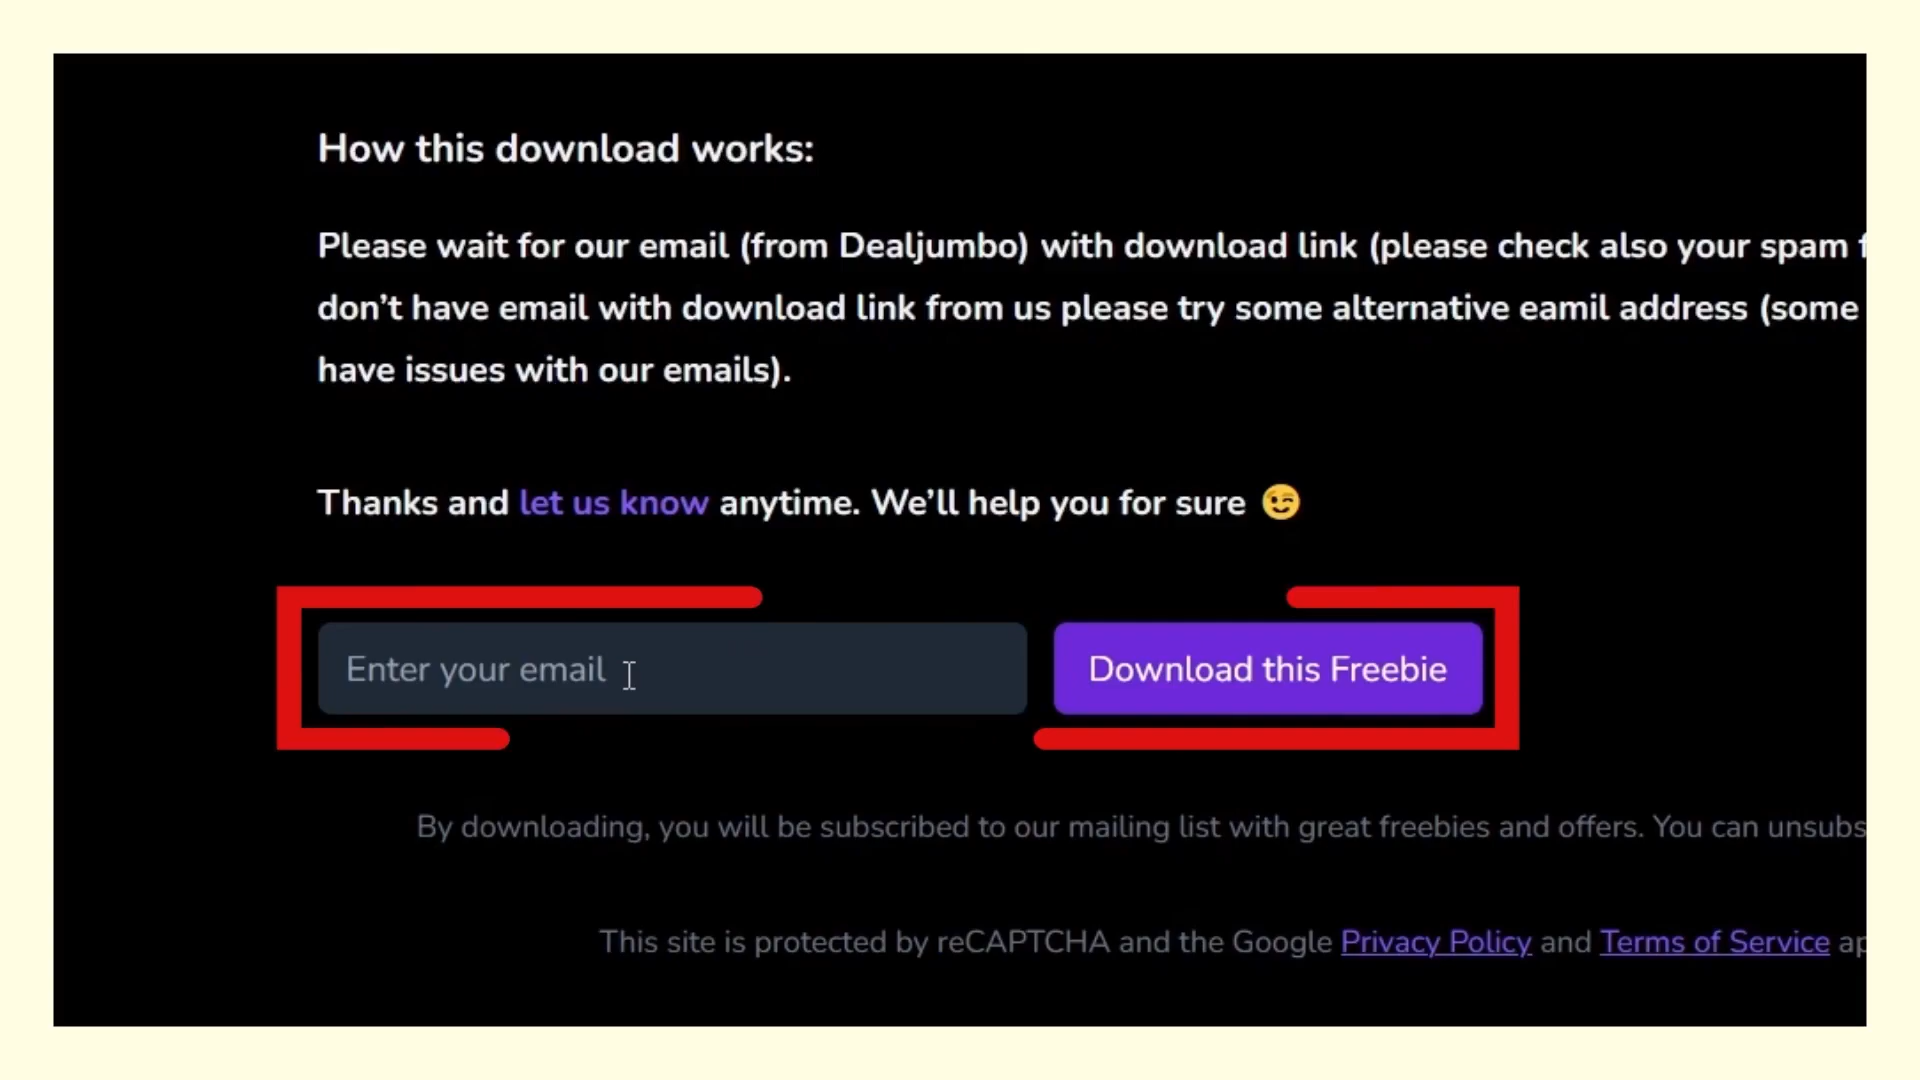 How this download works:
Please wait for our email (from Dealjumbo) with download link (please check also your spam
don’t have email with download link from us please try some alternative eamil address (some
have issues with our emails).
Thanks and let us know anytime. We’ll help you for sure 😉
Enter your email
Download this Freebie
By downloading, you will be subscribed to our mailing list with great freebies and offers. You can unsubs
This site is protected by reCAPTCHA and the Google Privacy Policy and Terms of Service ap